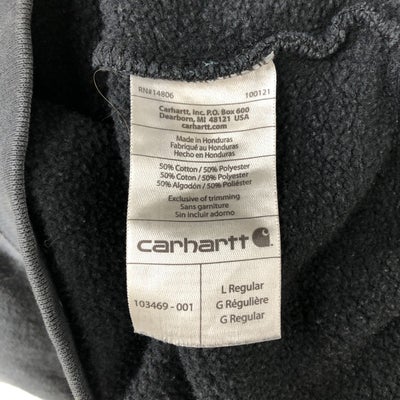 RN#14806 100121
Carhartt, Inc. P.O. Box 600
Dearborn, MI 48121 USA
carhartt.com
Made in Honduras
Fabriqué au Honduras
Hecho en Honduras
50% Cotton / 50% Polyester
50% Coton / 50% Polyester
50% Algodón / 50% Poliéster
Exclusive of trimming
Sans garniture
Sin incluir adorno
carhartt
103469-001
L Regular
G Régulière
G Regular